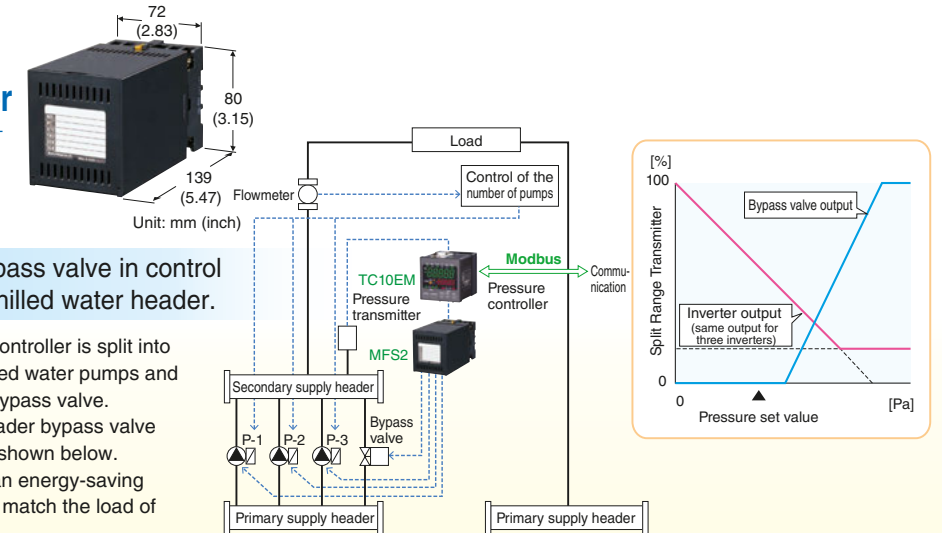 72
(2.83)
80
(3.15)
139
(5.47)
Unit: mm (inch)
r
pass valve in control
hilled water header.
controller is split into
ed water pumps and
ypass valve.
ader bypass valve
shown below.
an energy-saving
match the load of
Load
Flowmeter
Control of the
number of pumps
TC10EM
Pressure
transmitter
MFS2
Modbus
Pressure
controller
Commu-
nication
Secondary supply header
P-1
P-2
P-3
Bypass
valve
Primary supply header
Primary supply header
[%]
100
Split Range Transmitter
0
Bypass valve output
Inverter output
(same output for
three inverters)
0
Pressure set value
[Pa]